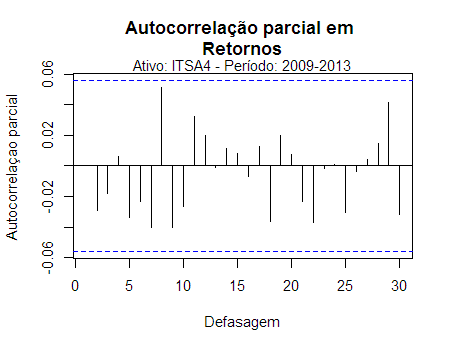 Autocorrelação parcial em
Retornos
Ativo: ITSA4 - Período: 2009-2013
Autocorrelaçao parcial
0.06
0.02
-0.02
-0.06
0 5 10 15 20 25 30
Defasagem